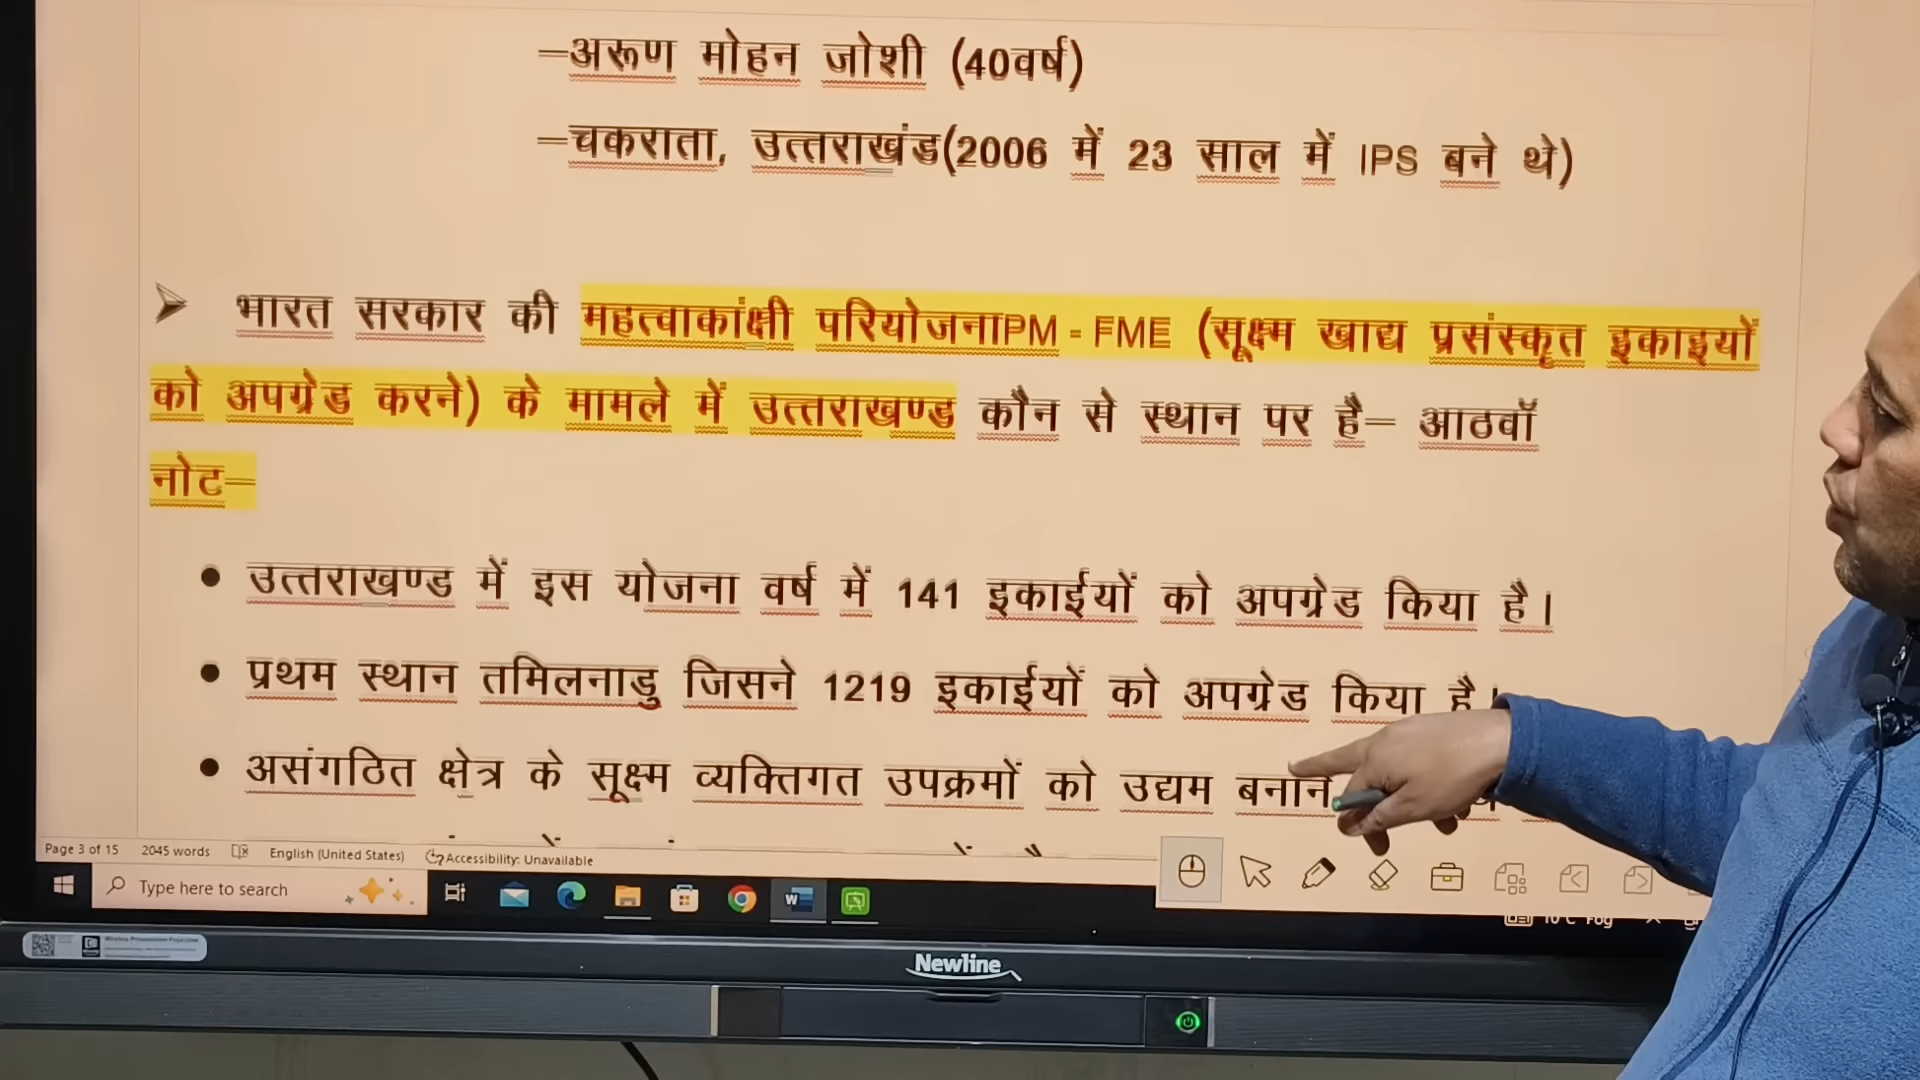 –अरूण मोहन जोशी (40वर्ष)
–चकराता, उत्तराखंड(2006 में 23 साल में IPS बने थे)
➢ भारत सरकार की महत्वाकांक्षी परियोजनाPM - FME (सूक्ष्म खाद्य प्रसंस्कृत इकाइयों
को अपग्रेड करने) के मामले में उत्तराखण्ड कौन से स्थान पर है– आठवॉ
नोट–
• उत्तराखण्ड में इस योजना वर्ष में 141 इकाईयों को अपग्रेड किया है।
• प्रथम स्थान तमिलनाडु जिसने 1219 इकाईयों को अपग्रेड किया है।
• असंगठित क्षेत्र के सूक्ष्म व्यक्तिगत उपक्रमों को उद्यम बनाने
Page 3 of 15 2045 words English (United States) Accessibility: Unavailable
Type here to search
10°C Fog
Newline